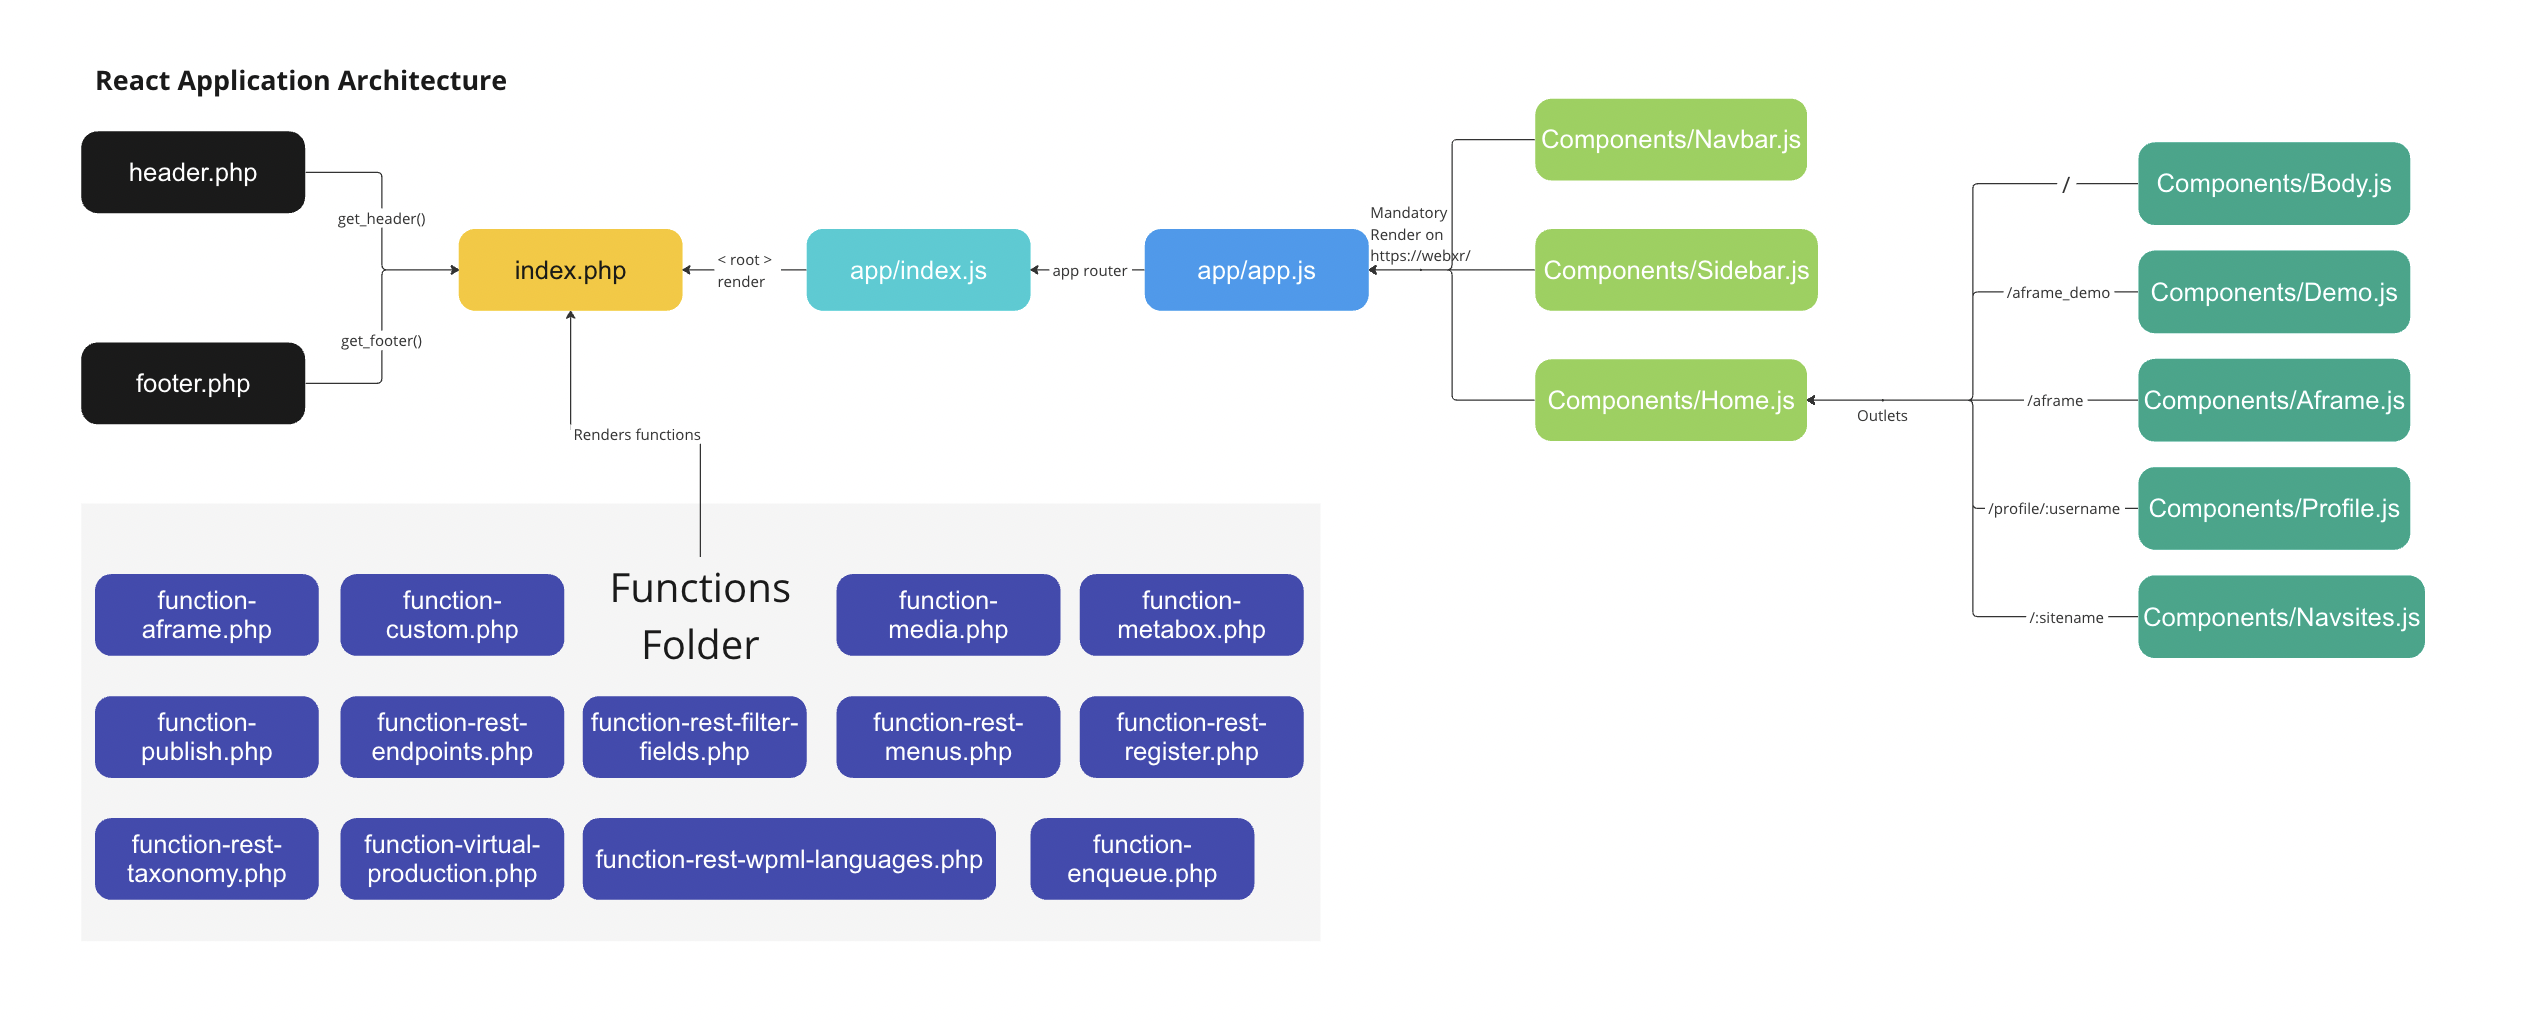 React Application Architecture
header.php
get_header()
footer.php
get_footer()
index.php
< root >
render
app/index.js
app router
app/app.js
Mandatory
Render on
https://webxr/
Components/Navbar.js
Components/Sidebar.js
Components/Home.js
Outlets
/
Components/Body.js
/aframe_demo
Components/Demo.js
/aframe
Components/Aframe.js
/profile/:username
Components/Profile.js
/:sitename
Components/Navsites.js
Renders functions
Functions
Folder
function-
aframe.php
function-
custom.php
function-
media.php
function-
metabox.php
function-
publish.php
function-rest-
endpoints.php
function-rest-filter-
fields.php
function-rest-
menus.php
function-rest-
register.php
function-rest-
taxonomy.php
function-virtual-
production.php
function-rest-wpml-languages.php
function-
enqueue.php